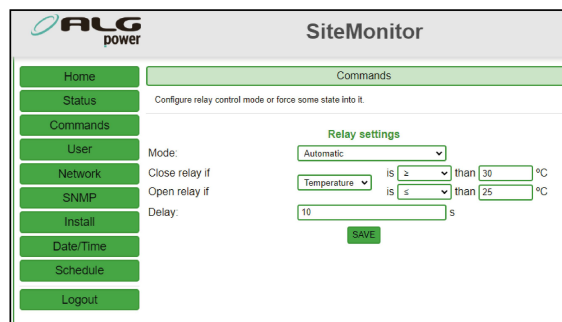 ALG
power
SiteMonitor
Home
Status
Commands
User
Network
SNMP
Install
Date/Time
Schedule
Logout
Commands
Configure relay control mode or force some state into it.
Relay settings
Mode: Automatic
Close relay if Temperature is ≥ than 30 ºC
Open relay if is ≤ than 25 ºC
Delay: 10 s
SAVE